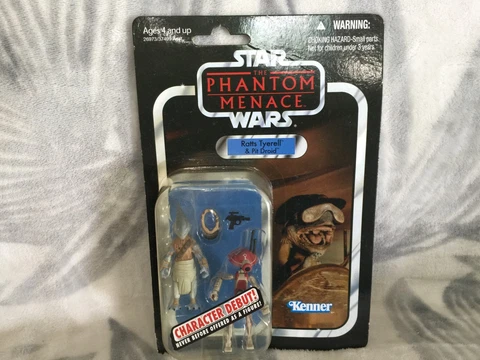 Ages 4 and up
WARNING:
CHOKING HAZARD-Small parts.
Not for children under 3 years.
STAR
THE
PHANTOM
MENACE
WARS
Ratts Tyerell
& Pit Droid
CHARACTER DEBUT!
NEVER BEFORE OFFERED AS A FIGURE!
Kenner